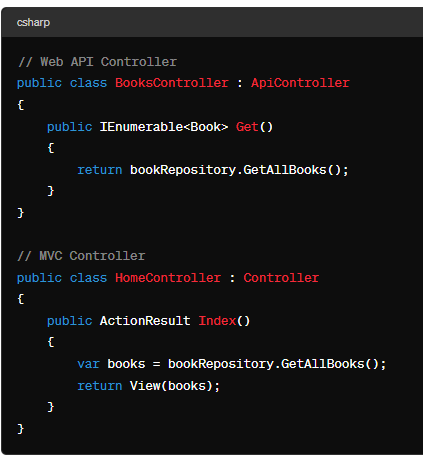 csharp
// Web API Controller
public class BooksController : ApiController
{
    public IEnumerable<Book> Get()
    {
        return bookRepository.GetAllBooks();
    }
}

// MVC Controller
public class HomeController : Controller
{
    public ActionResult Index()
    {
        var books = bookRepository.GetAllBooks();
        return View(books);
    }
}